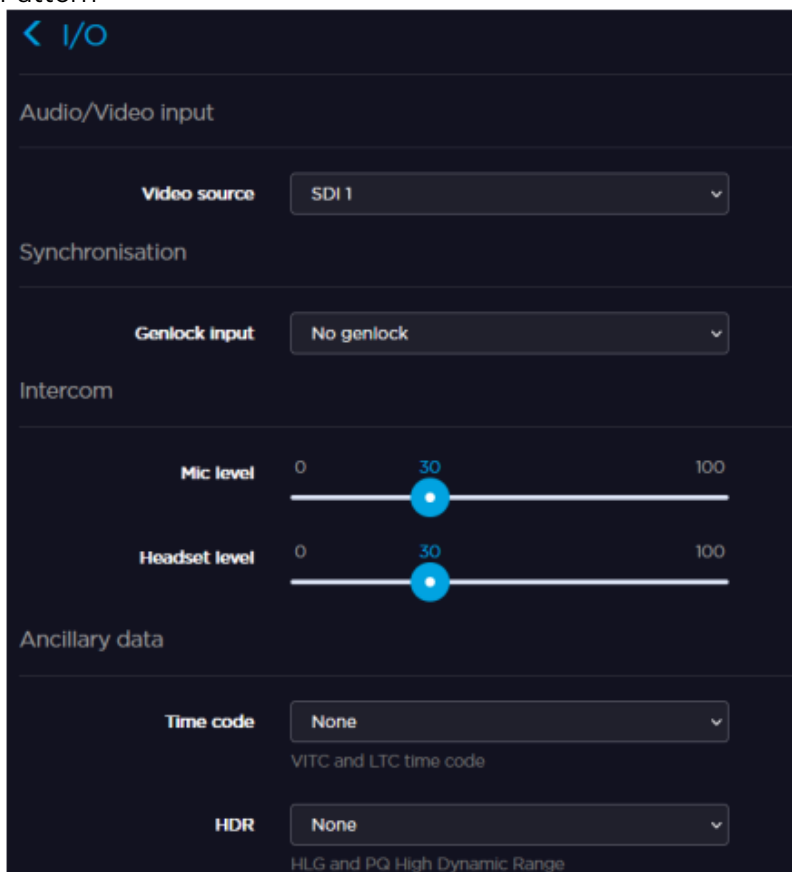 I/O
Audio/Video input
Video source SDI 1
Synchronisation
Genlock input No genlock
Intercom
Mic level 0 30 100
Headset level 0 30 100
Ancillary data
Time code None
VITC and LTC time code
HDR None
HLG and PQ High Dynamic Range